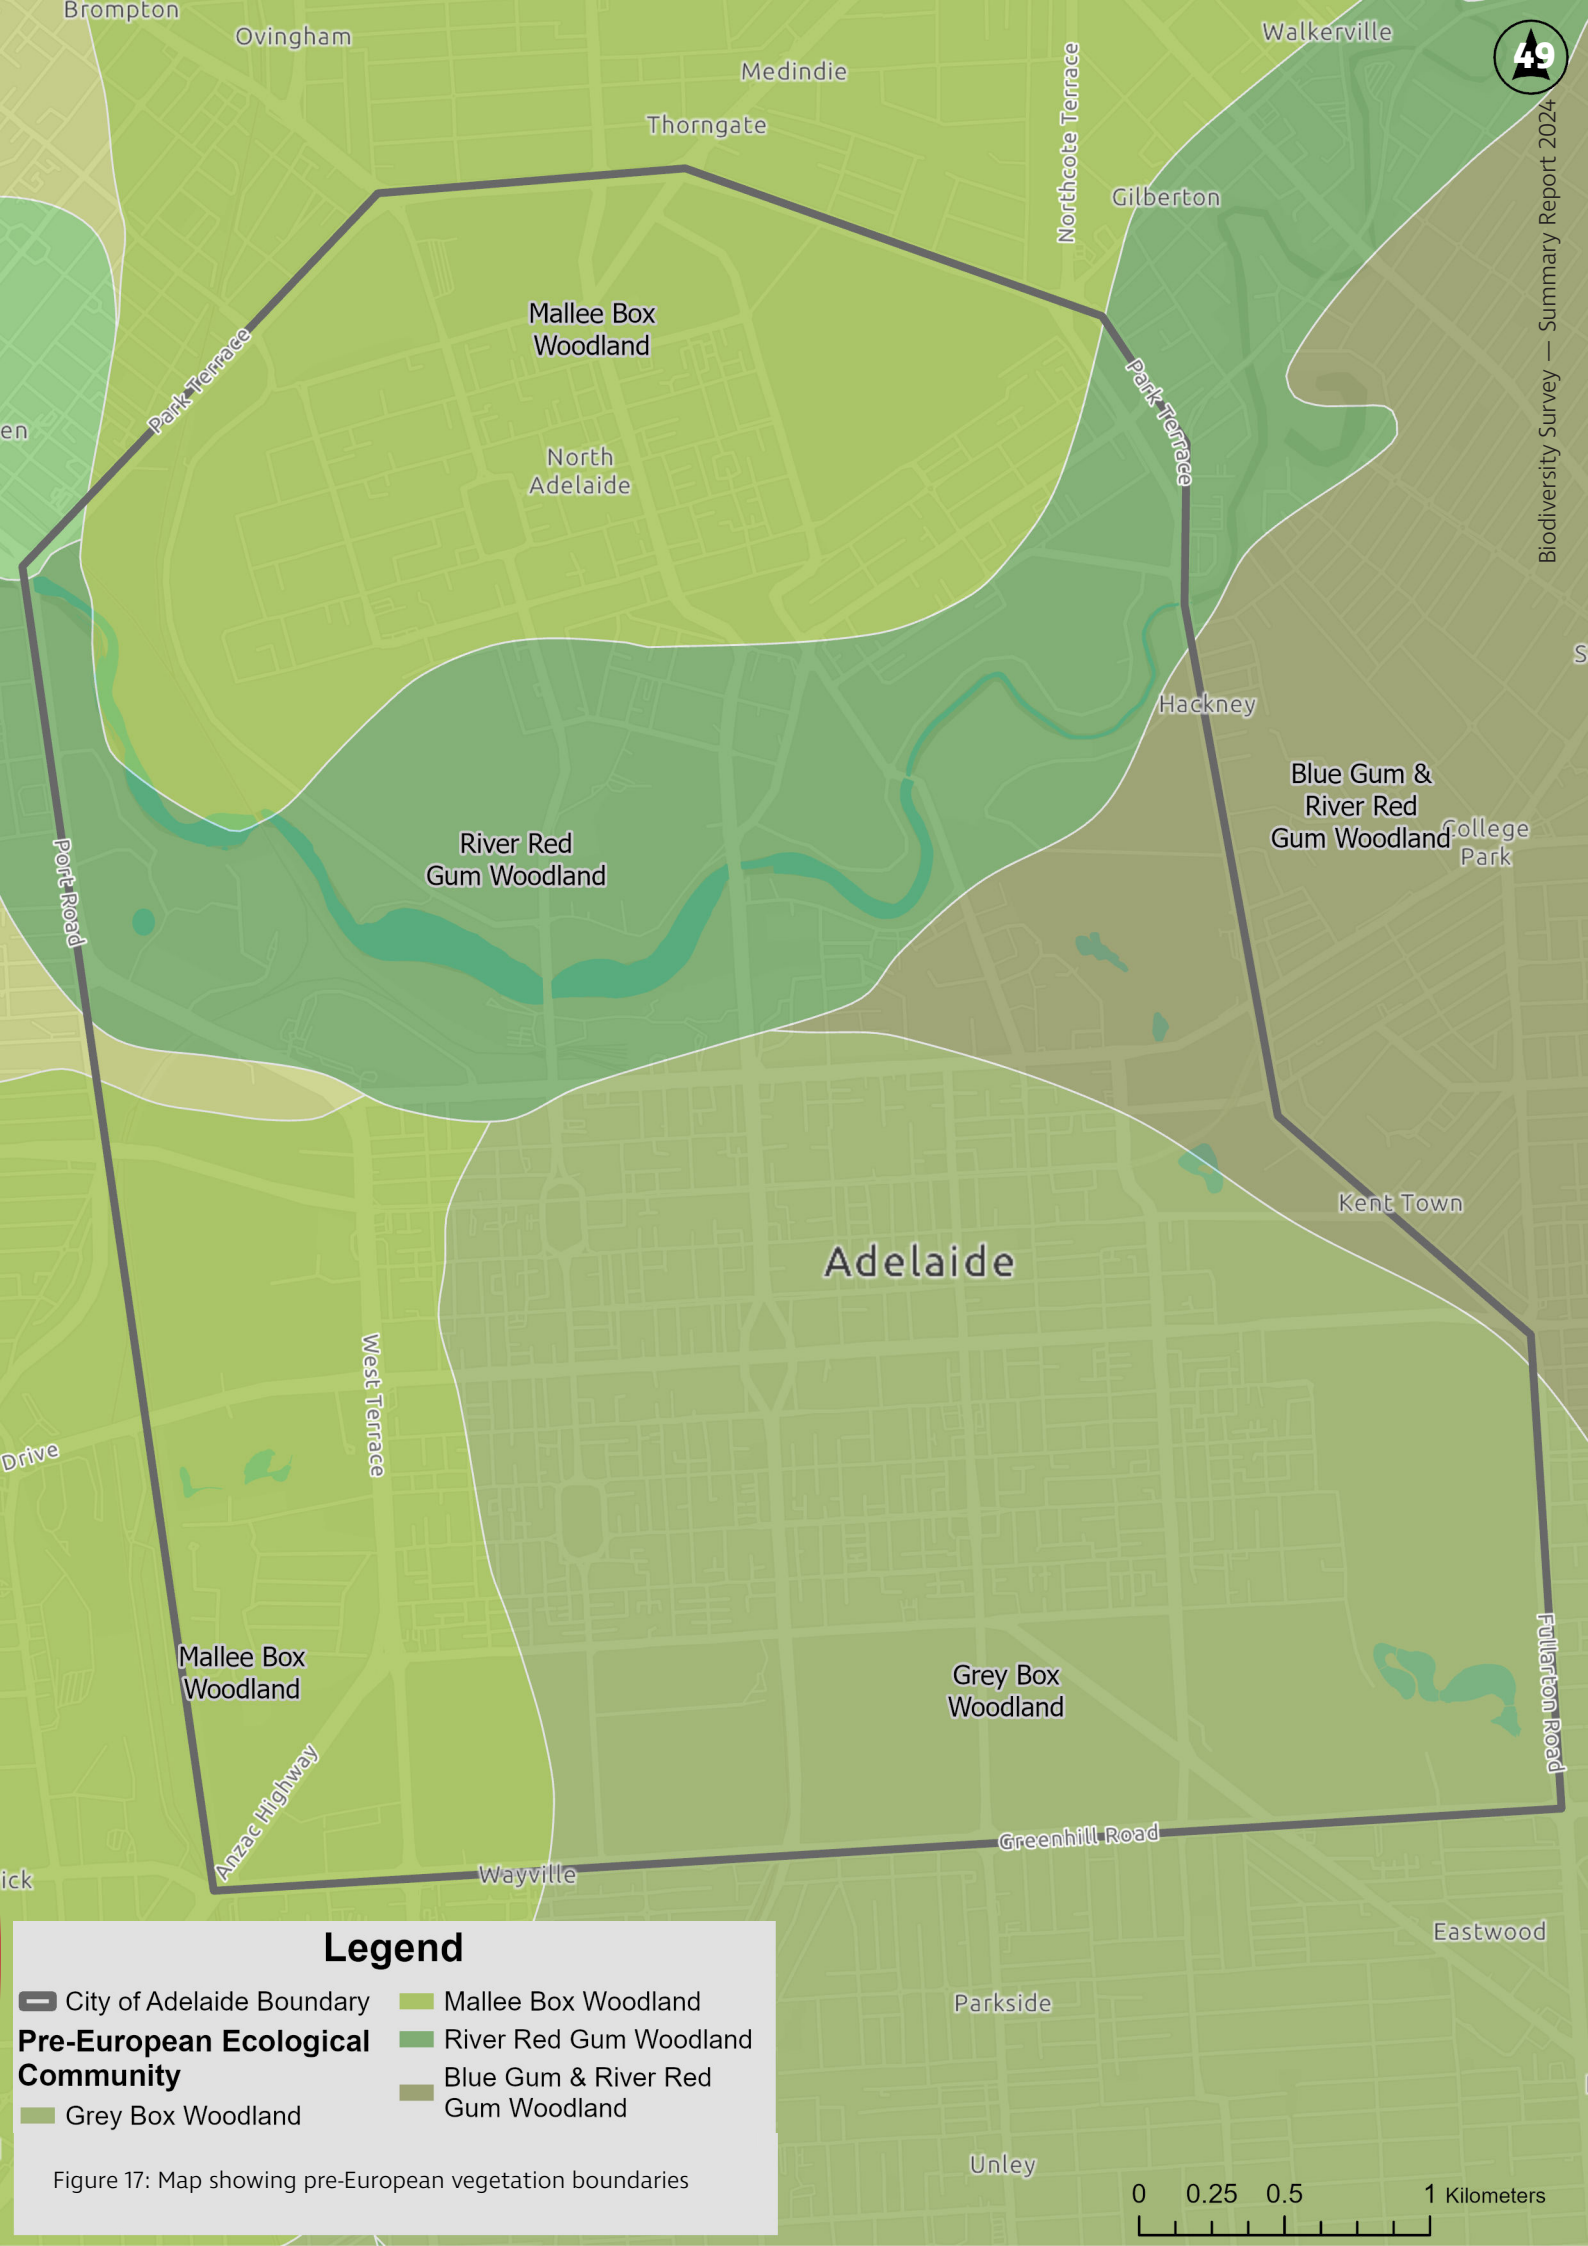 Brompton
Ovingham
Medindie
Thorngate
Northcote Terrace
Walkerville
49
Biodiversity Survey — Summary Report 2024
Gilberton
Mallee Box
Woodland
Park Terrace
Park Terrace
en
North
Adelaide
S
Hackney
Blue Gum &
River Red
Gum Woodland
College
Park
River Red
Gum Woodland
Port Road
Kent Town
Adelaide
West Terrace
Drive
Mallee Box
Woodland
Grey Box
Woodland
Fullarton Road
Anzac Highway
Greenhill Road
Wayville
ick
Eastwood
Parkside
Unley
Legend
City of Adelaide Boundary
Pre-European Ecological
Community
Grey Box Woodland
Mallee Box Woodland
River Red Gum Woodland
Blue Gum & River Red
Gum Woodland
Figure 17: Map showing pre-European vegetation boundaries
0 0.25 0.5 1 Kilometers